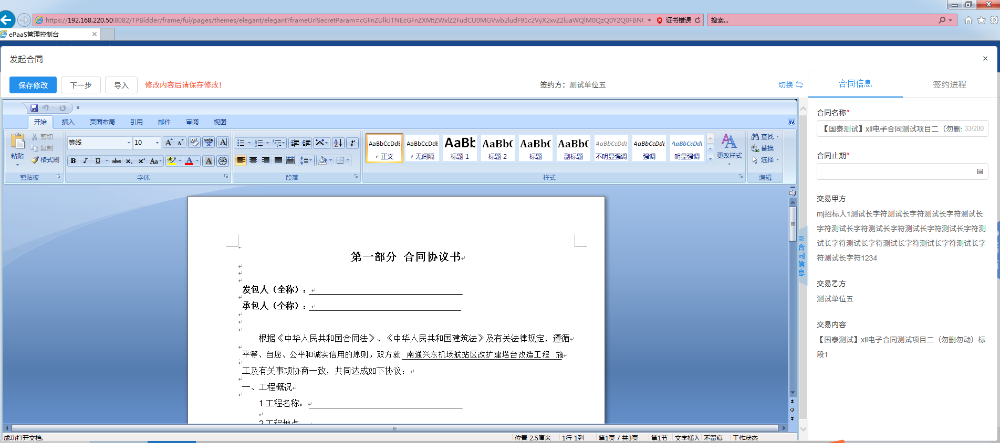 https://192.168.220.50:8082/TPBidder/frame/fui/pages/themes/elegant/elegant?frameUrlSecretParam= 证书错误 搜索...
ePaaS管理控制台
发起合同
保存修改 下一步 导入 修改内容后请保存修改! 签约方：测试单位五 切换
合同信息 签约进程
开始 插入 页面布局 引用 邮件 审阅 视图
粘贴 剪切 复制 格式刷
剪贴板
等线 10
字体
段落
AaBbCcDdE AaBbCcDdE AaBb AaBbC AaBbC AaBbC AaBbCcDdE AaBbCcDdE AaBbCcDdE
正文 无间隔 标题 1 标题 2 标题 副标题 不明显强调 强调 明显强调
更改样式
样式
查找
替换
选择
编辑
第一部分 合同协议书
发包人（全称）：
承包人（全称）：
根据《中华人民共和国合同法》、《中华人民共和国建筑法》及有关法律规定，遵循
平等、自愿、公平和诚实信用的原则，双方就 南通兴东机场航站区改扩建塔台改造工程 施
工及有关事项协商一致，共同达成如下协议：
一、工程概况
1.工程名称：
2.工程地点
成功打开文档. 位置 2.5厘米 1行 1列 第1页 / 共3页 第1节 文字插入 不留痕 工作状态
合同信息
合同名称*
【国泰测试】xll电子合同测试项目二（勿删 33/200
合同止期*
交易甲方
mj招标人1测试长字符测试长字符测试长字符测试长
字符测试长字符测试长字符测试长字符测试长字符测
试长字符测试长字符测试长字符测试长字符测试长字
符测试长字符1234
交易乙方
测试单位五
交易内容
【国泰测试】xll电子合同测试项目二（勿删勿动）标
段1